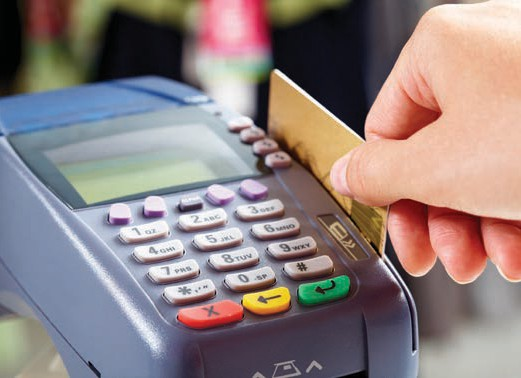 1 QZ 2 ABC 3 DEF
4 GHI 5 JKL 6 MNO
7 PRS 8 TUV 9 WXY
*,'" 0 -SP #
X